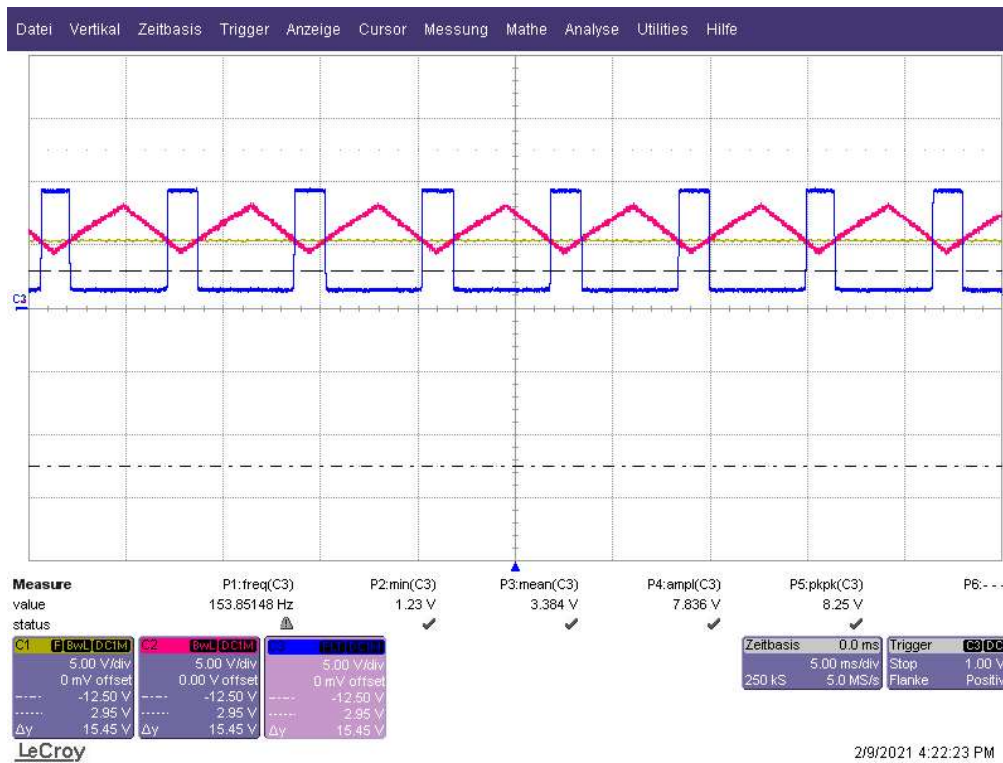 Datei Vertikal Zeitbasis Trigger Anzeige Cursor Messung Mathe Analyse Utilities Hilfe
C3
Measure P1:freq(C3) P2:min(C3) P3:mean(C3) P4:ampl(C3) P5:pkpk(C3) P6:- - -
value 153.85148 Hz 1.23 V 3.384 V 7.836 V 8.25 V
status
C1 F BwL DC1M C2 BwL DC1M C3 Zeitbasis 0.0 ms Trigger C3 DC
5.00 V/div 5.00 V/div 5.00 V/div 5.00 ms/div Stop 1.00 V
0 mV offset 0.00 V offset 0 mV offset 250 kS 5.0 MS/s Flanke Positiv
-12.50 V -12.50 V -12.50 V
2.95 V 2.95 V 2.95 V
Δy 15.45 V Δy 15.45 V Δy 15.45 V
LeCroy 2/9/2021 4:22:23 PM